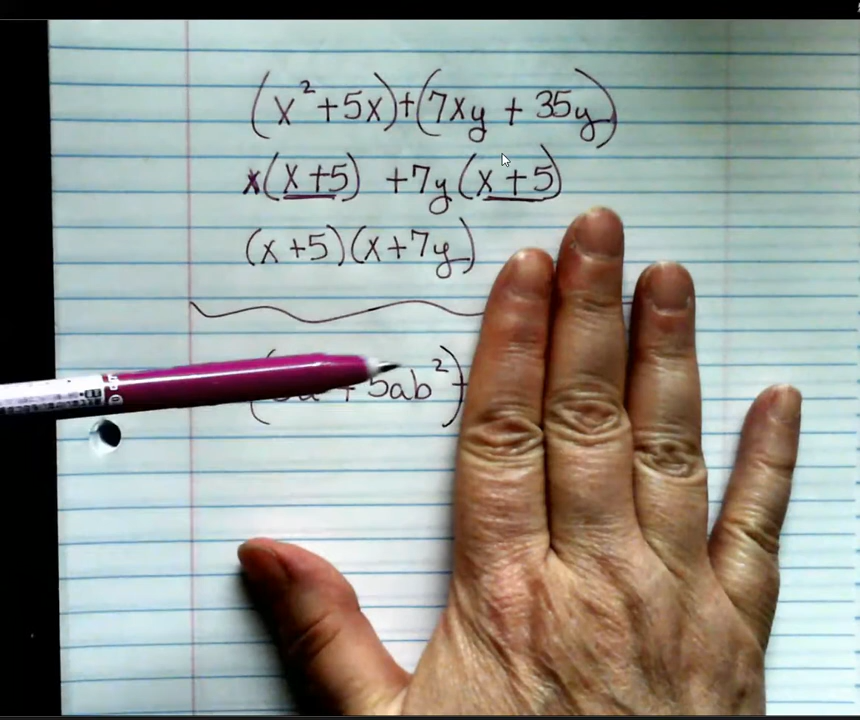 (x²+5x)+(7xy + 35y)
x(x+5) +7y(x+5)
(x+5)(x+7y)
5ab²)+